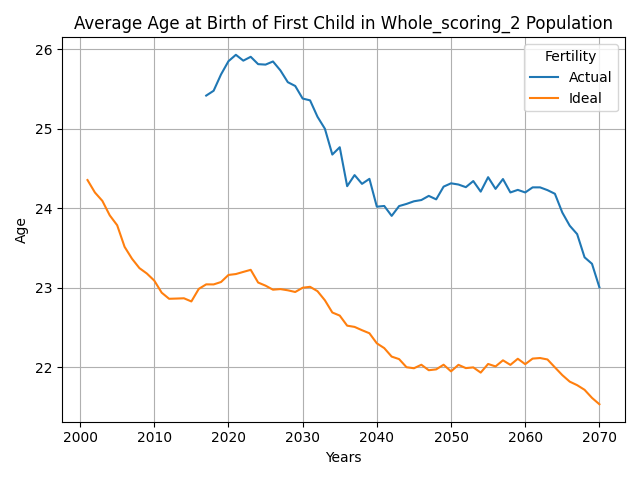 Average Age at Birth of First Child in Whole_scoring_2 Population
Fertility
Actual
Ideal
26
25
24
23
22
Age
2000 2010 2020 2030 2040 2050 2060 2070
Years